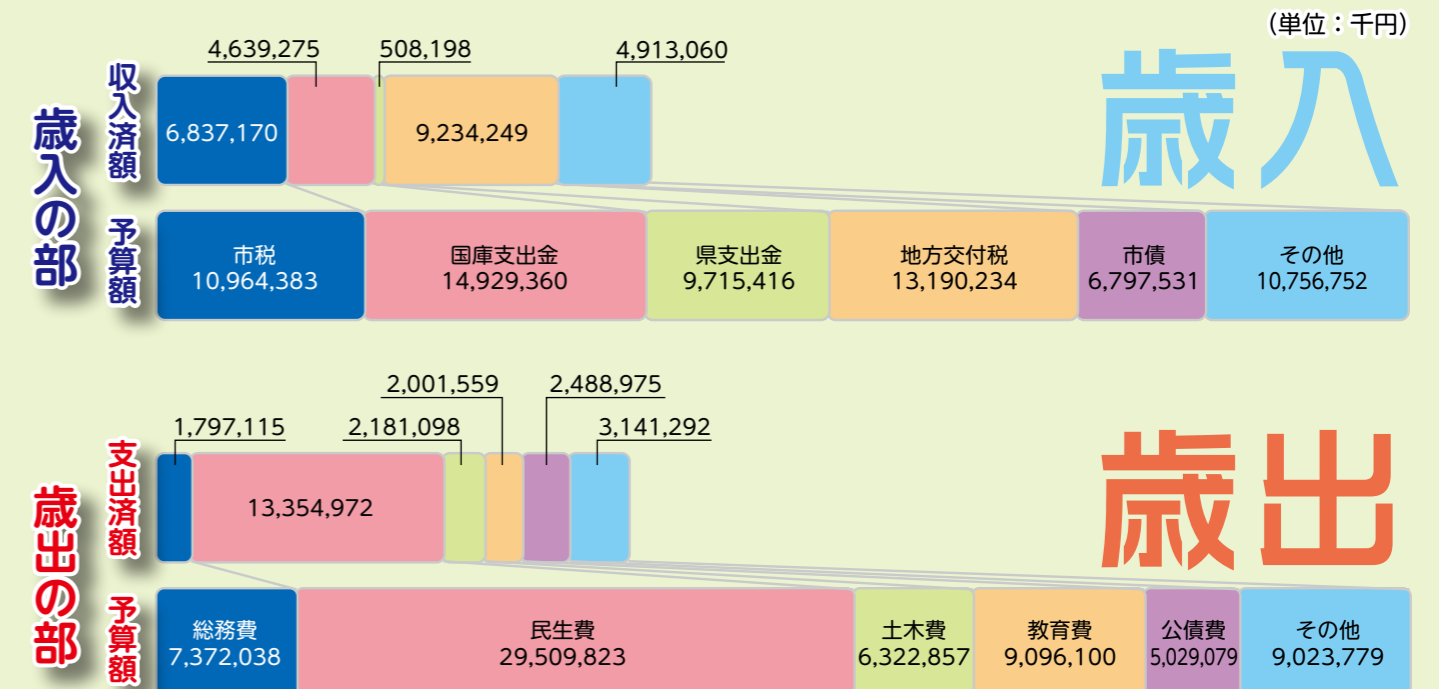 (単位:千円)
歳入
歳入の部
収入済額
4,639,275
508,198
4,913,060
6,837,170
9,234,249
予算額
市税
10,964,383
国庫支出金
14,929,360
県支出金
9,715,416
地方交付税
13,190,234
市債
6,797,531
その他
10,756,752
歳出
歳出の部
支出済額
2,001,559
2,488,975
1,797,115
2,181,098
3,141,292
13,354,972
予算額
総務費
7,372,038
民生費
29,509,823
土木費
6,322,857
教育費
9,096,100
公債費
5,029,079
その他
9,023,779